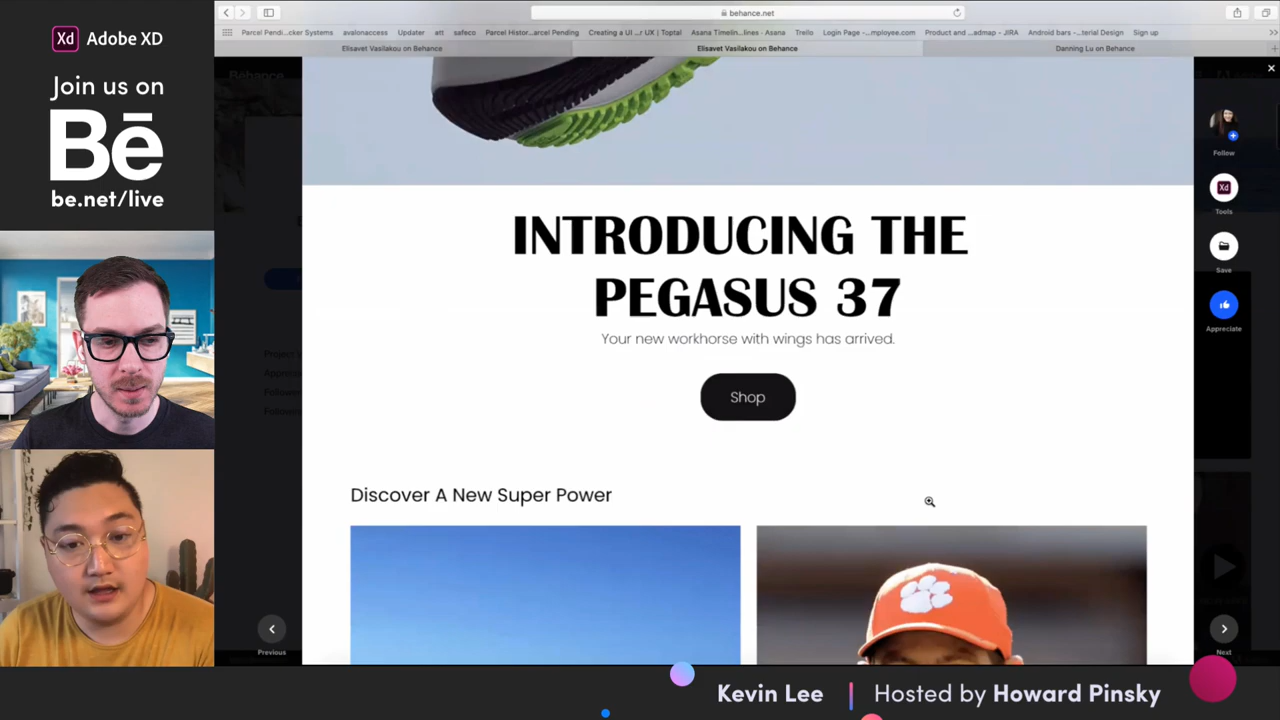 Xd Adobe XD
Join us on
Bē
be.net/live
behance.net
Parcel Pendi...cker Systems avalonaccess Updater att safeco Parcel Histor...arcel Pending Creating a UI ...r UX | Toptal Asana Timelin...lines · Asana Trello Login Page -...mployee.com Product and ...admap - JIRA Android bars -...terial Design Sign up
Elisavet Vasilakou on Behance Elisavet Vasilakou on Behance Danning Lu on Behance
Follow
Xd
Tools
Save
Appreciate
INTRODUCING THE
PEGASUS 37
Your new workhorse with wings has arrived.
Shop
Discover A New Super Power
Previous
Next
Kevin Lee | Hosted by Howard Pinsky